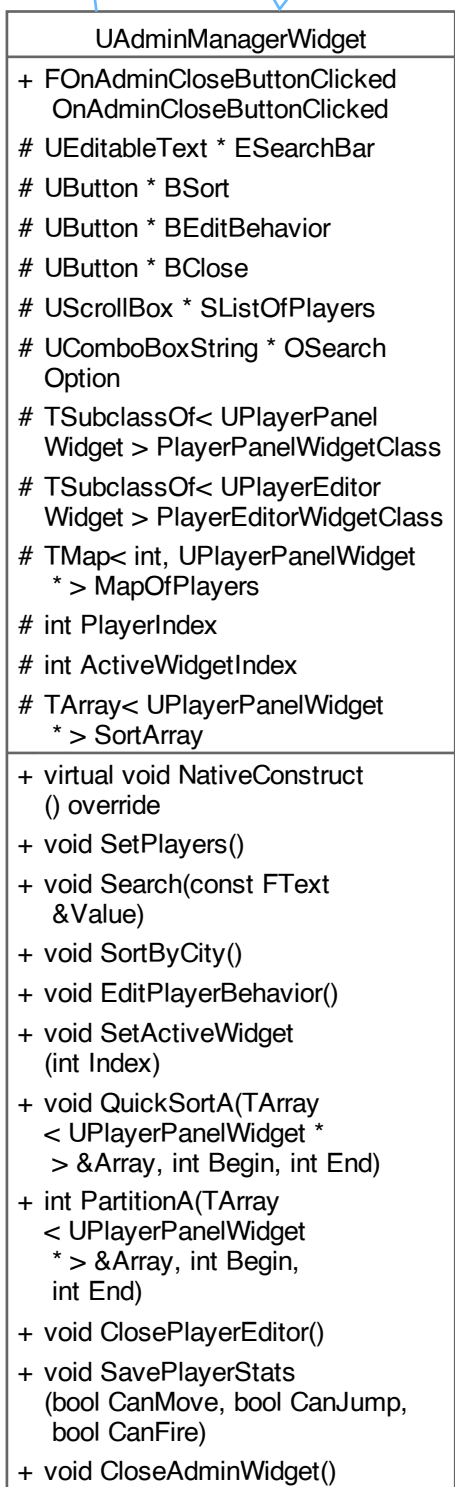 UAdminManagerWidget
+ FOnAdminCloseButtonClicked
OnAdminCloseButtonClicked
# UEditableText * ESearchBar
# UButton * BSort
# UButton * BEditBehavior
# UButton * BClose
# UScrollBox * SListOfPlayers
# UComboBoxString * OSearch
Option
# TSubclassOf< UPlayerPanel
Widget > PlayerPanelWidgetClass
# TSubclassOf< UPlayerEditor
Widget > PlayerEditorWidgetClass
# TMap< int, UPlayerPanelWidget
* > MapOfPlayers
# int PlayerIndex
# int ActiveWidgetIndex
# TArray< UPlayerPanelWidget
* > SortArray
+ virtual void NativeConstruct
() override
+ void SetPlayers()
+ void Search(const FText
&Value)
+ void SortByCity()
+ void EditPlayerBehavior()
+ void SetActiveWidget
(int Index)
+ void QuickSortA(TArray
< UPlayerPanelWidget *
> &Array, int Begin, int End)
+ int PartitionA(TArray
< UPlayerPanelWidget
* > &Array, int Begin,
int End)
+ void ClosePlayerEditor()
+ void SavePlayerStats
(bool CanMove, bool CanJump,
bool CanFire)
+ void CloseAdminWidget()